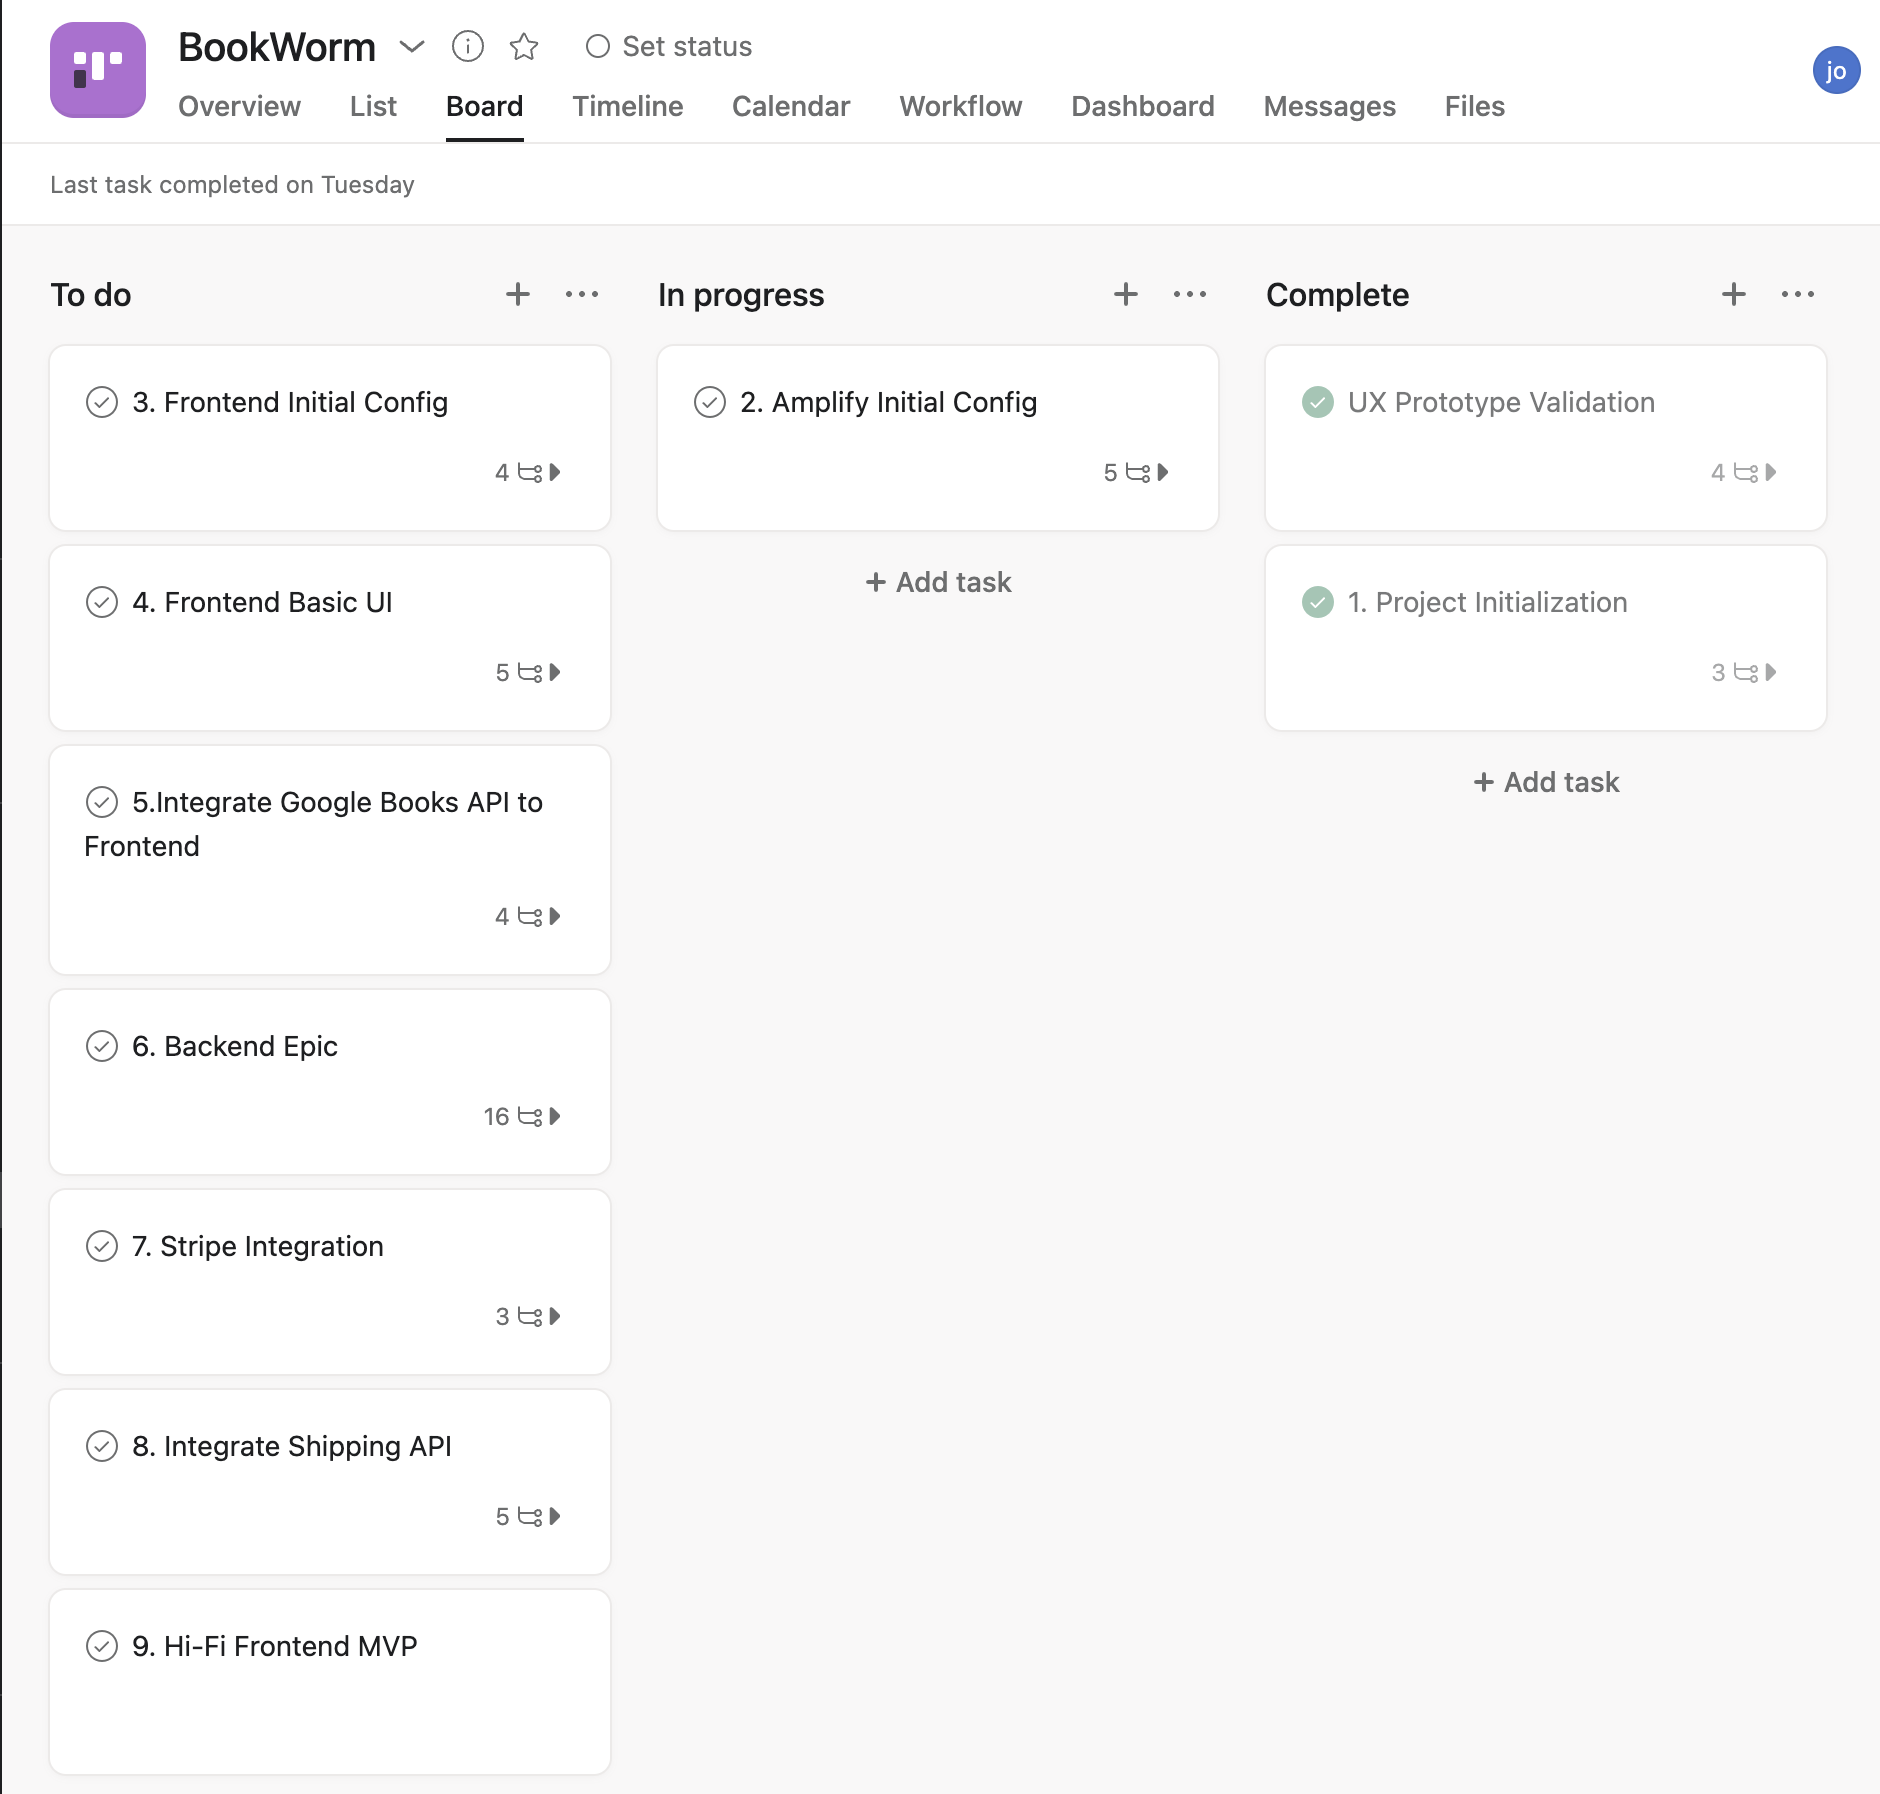 BookWorm
Set status
jo
Overview
List
Board
Timeline
Calendar
Workflow
Dashboard
Messages
Files
Last task completed on Tuesday
To do
3. Frontend Initial Config
4
4. Frontend Basic UI
5
5.Integrate Google Books API to
Frontend
4
6. Backend Epic
16
7. Stripe Integration
3
8. Integrate Shipping API
5
9. Hi-Fi Frontend MVP
In progress
2. Amplify Initial Config
5
+ Add task
Complete
UX Prototype Validation
4
1. Project Initialization
3
+ Add task